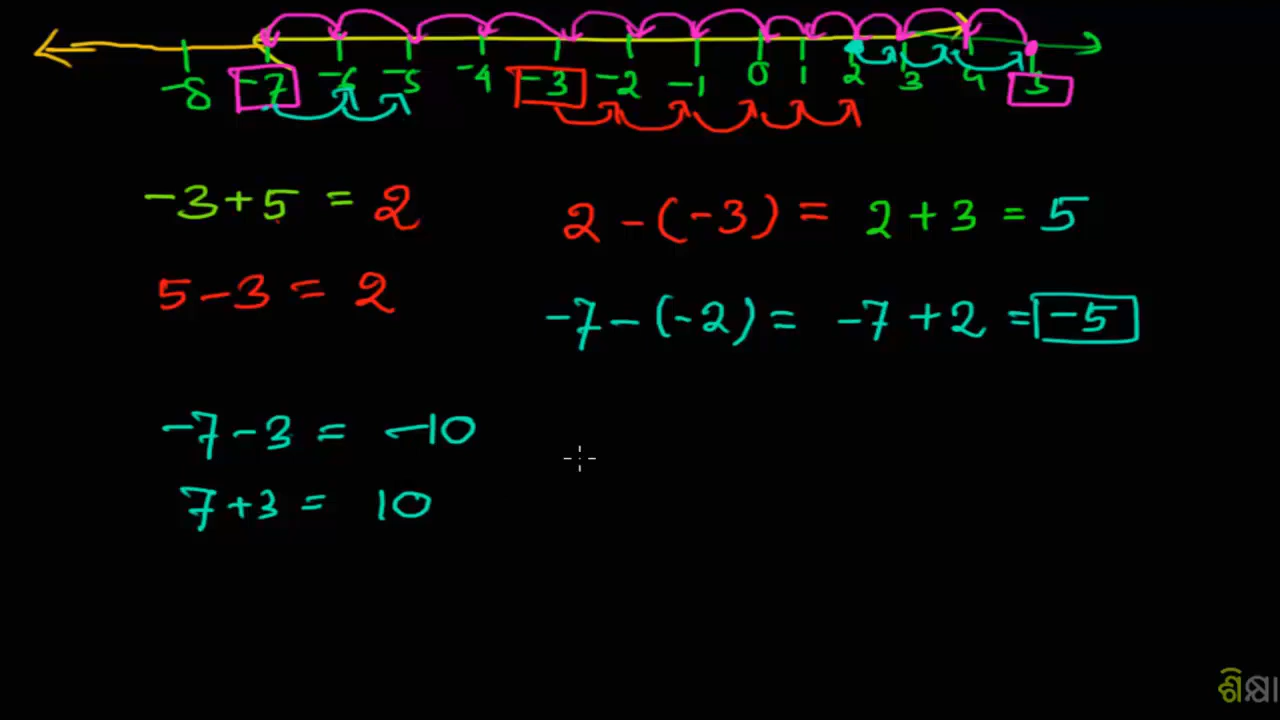 -8 -7 -6 -5 -4 -3 -2 -1 0 1 2 3 4 5
-3+5 = 2
2 - (-3) = 2 + 3 = 5
5 - 3 = 2
-7 - (-2) = -7 + 2 = -5
-7 - 3 = -10
7 + 3 = 10
ଶିକ୍ଷା